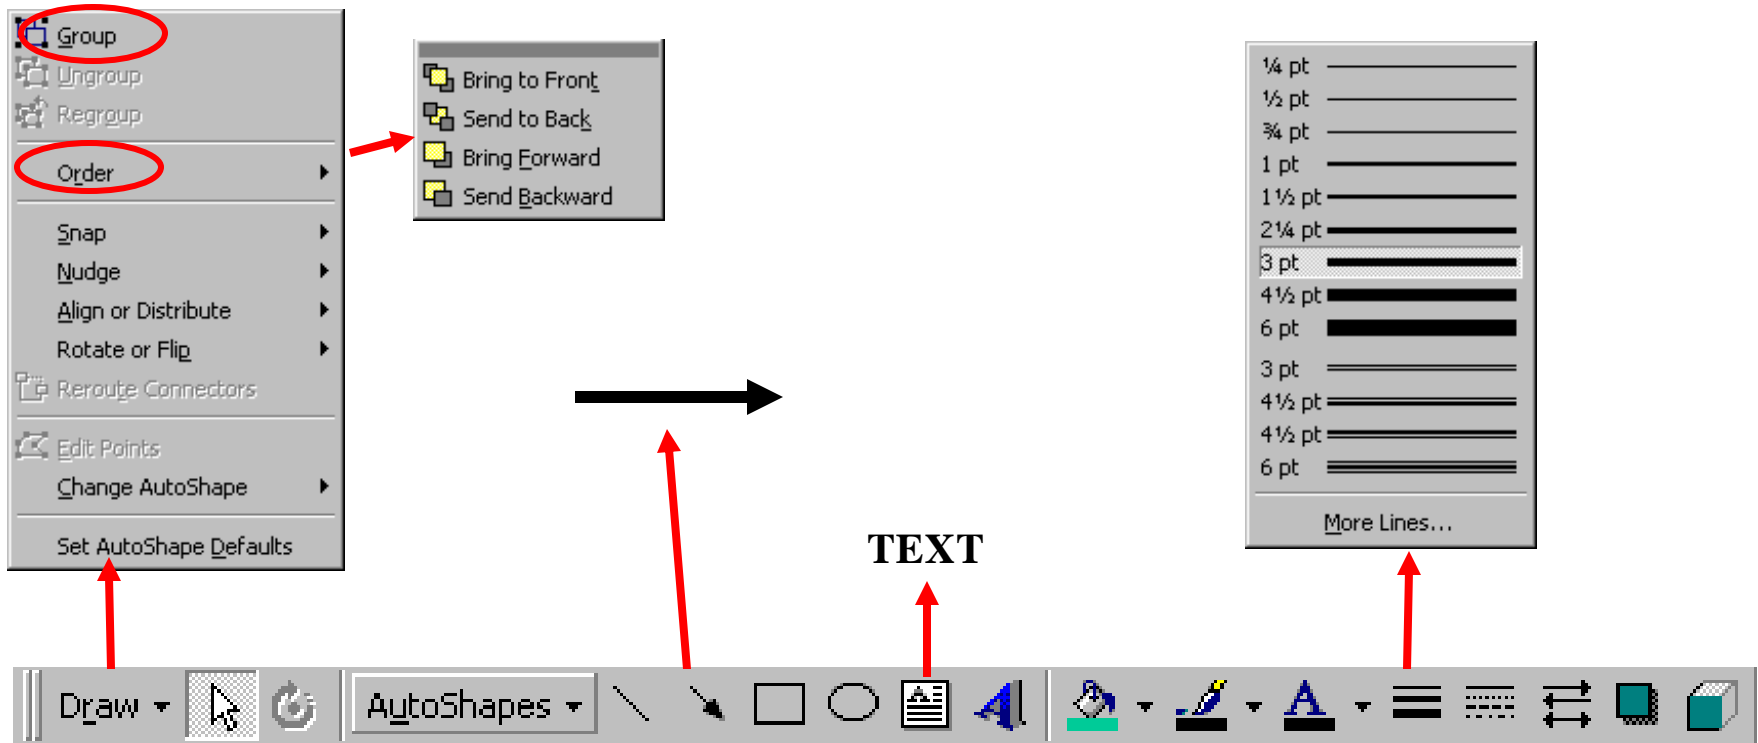 Group
Ungroup
Regroup
Order
Snap
Nudge
Align or Distribute
Rotate or Flip
Reroute Connectors
Edit Points
Change AutoShape
Set AutoShape Defaults
Bring to Front
Send to Back
Bring Forward
Send Backward
¼ pt
½ pt
¾ pt
1 pt
1½ pt
2¼ pt
3 pt
4½ pt
6 pt
3 pt
4½ pt
4½ pt
6 pt
More Lines...
TEXT
Draw AutoShapes A A A